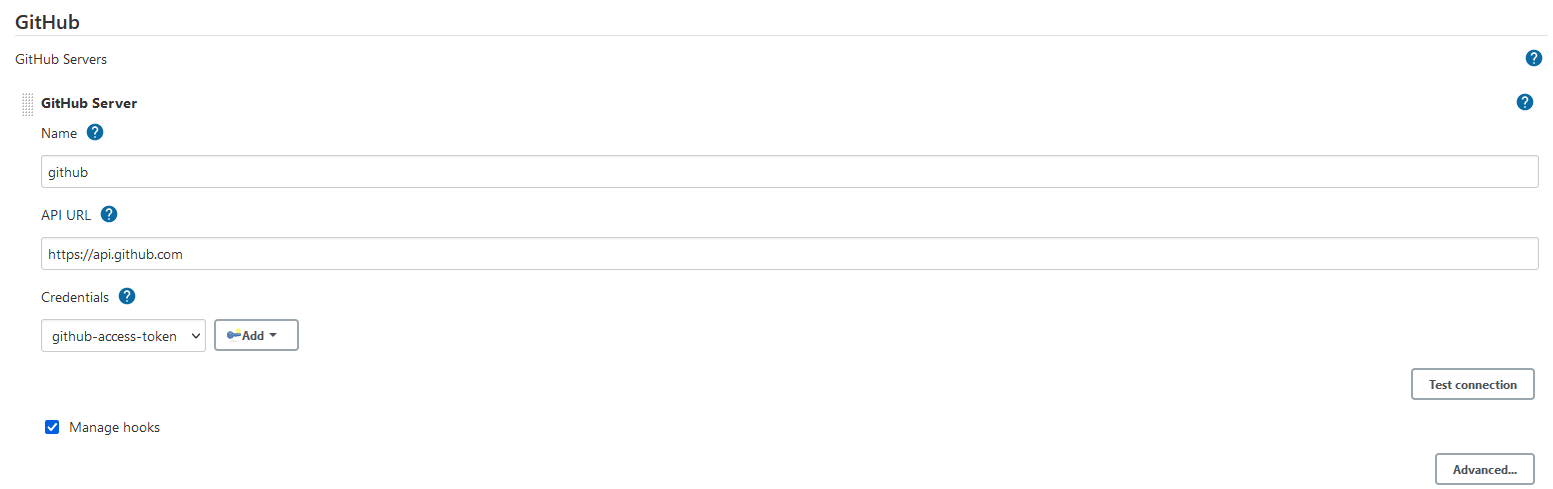 GitHub
GitHub Servers
?
GitHub Server
?
Name ?
github
API URL ?
https://api.github.com
Credentials ?
github-access-token Add
Test connection
Manage hooks
Advanced...